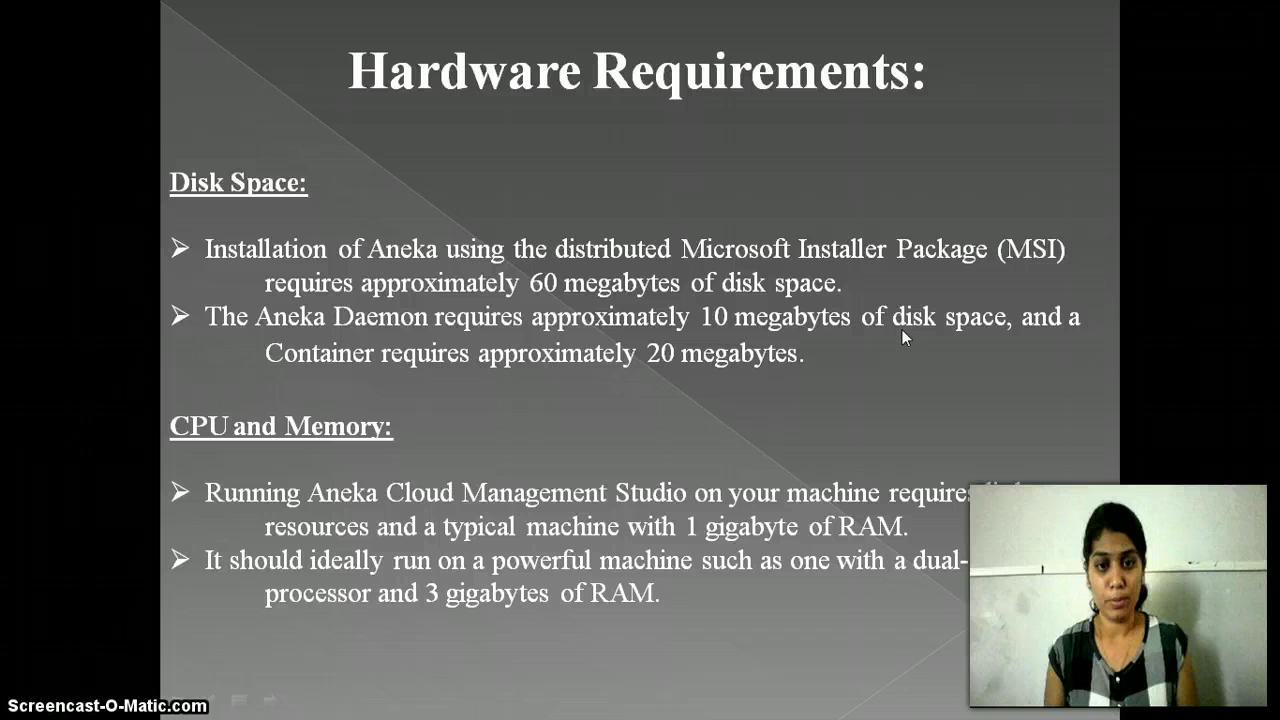 Hardware Requirements:
Disk Space:
➢ Installation of Aneka using the distributed Microsoft Installer Package (MSI)
requires approximately 60 megabytes of disk space.
➢ The Aneka Daemon requires approximately 10 megabytes of disk space, and a
Container requires approximately 20 megabytes.
CPU and Memory:
➢ Running Aneka Cloud Management Studio on your machine requires
resources and a typical machine with 1 gigabyte of RAM.
➢ It should ideally run on a powerful machine such as one with a dual-
processor and 3 gigabytes of RAM.
Screencast-O-Matic.com